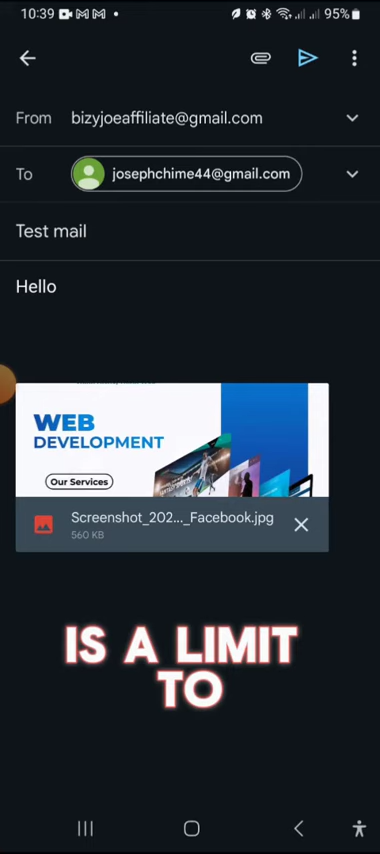 10:39
95%
From bizyjoeaffiliate@gmail.com
To josephchime44@gmail.com
Test mail
Hello
WEB
DEVELOPMENT
Our Services
Screenshot_202..._Facebook.jpg
560 KB
IS A LIMIT
TO